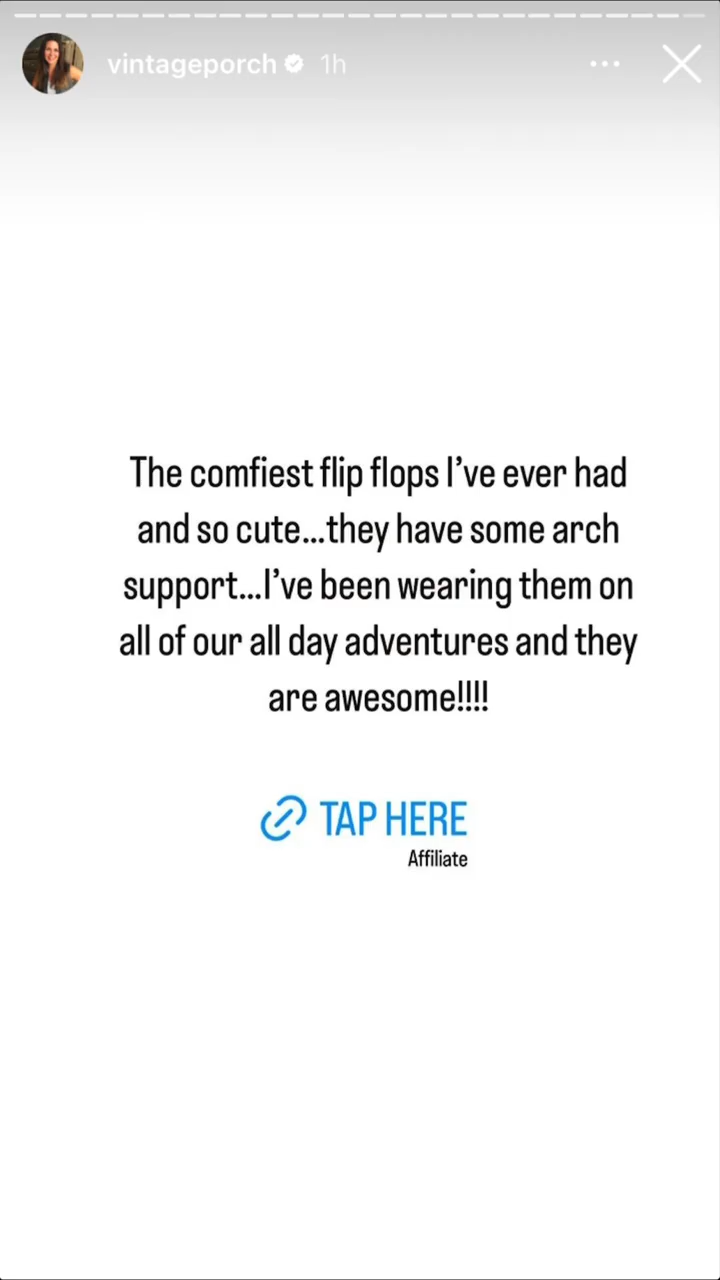 vintageporch 1h
The comfiest flip flops I’ve ever had
and so cute...they have some arch
support...I’ve been wearing them on
all of our all day adventures and they
are awesome!!!!
TAP HERE
Affiliate